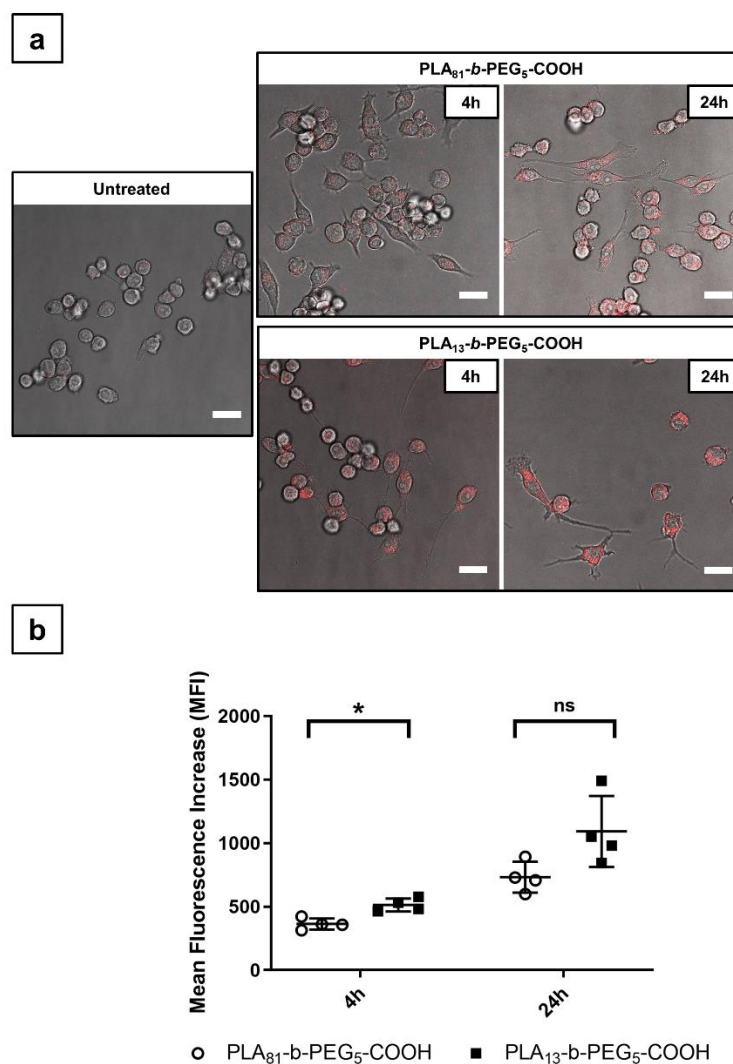 a
PLA₈₁-b-PEG₅-COOH
4h
24h
Untreated
PLA₁₃-b-PEG₅-COOH
4h
24h
b
Mean Fluorescence Increase (MFI)
2000
1500
1000
500
0
*
ns
4h
24h
PLA₈₁-b-PEG₅-COOH
PLA₁₃-b-PEG₅-COOH